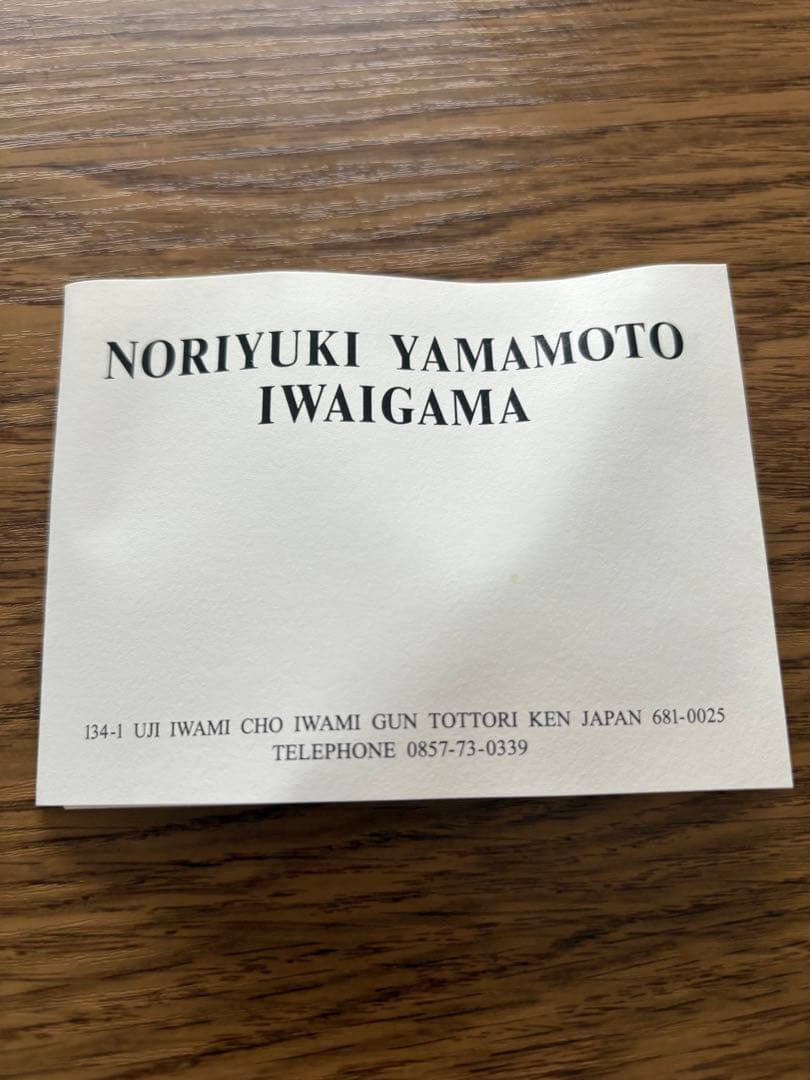 NORIYUKI YAMAMOTO
IWAIGAMA
134-1 UJI IWAMI CHO IWAMI GUN TOTTORI KEN JAPAN 681-0025
TELEPHONE 0857-73-0339